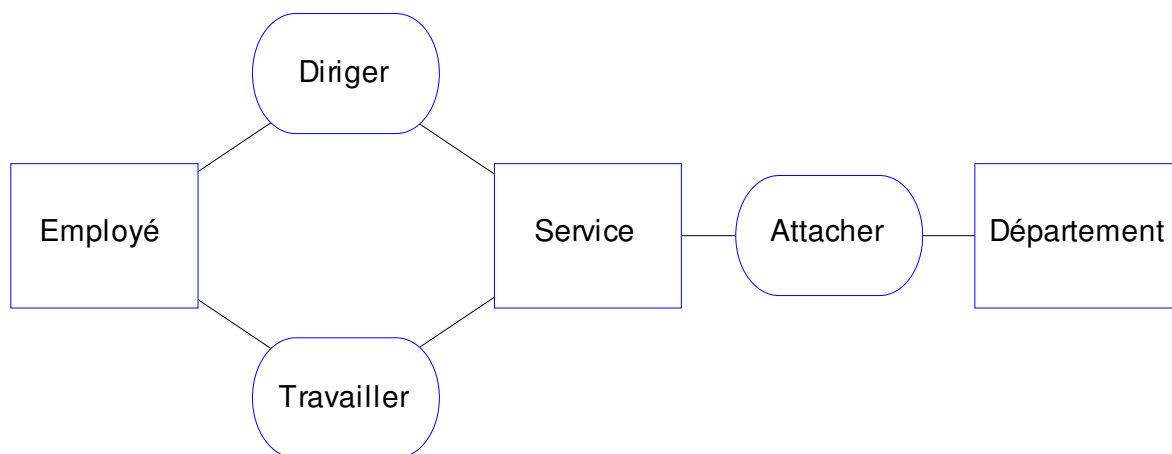 Diriger
Employé
Service
Attacher
Département
Travailler